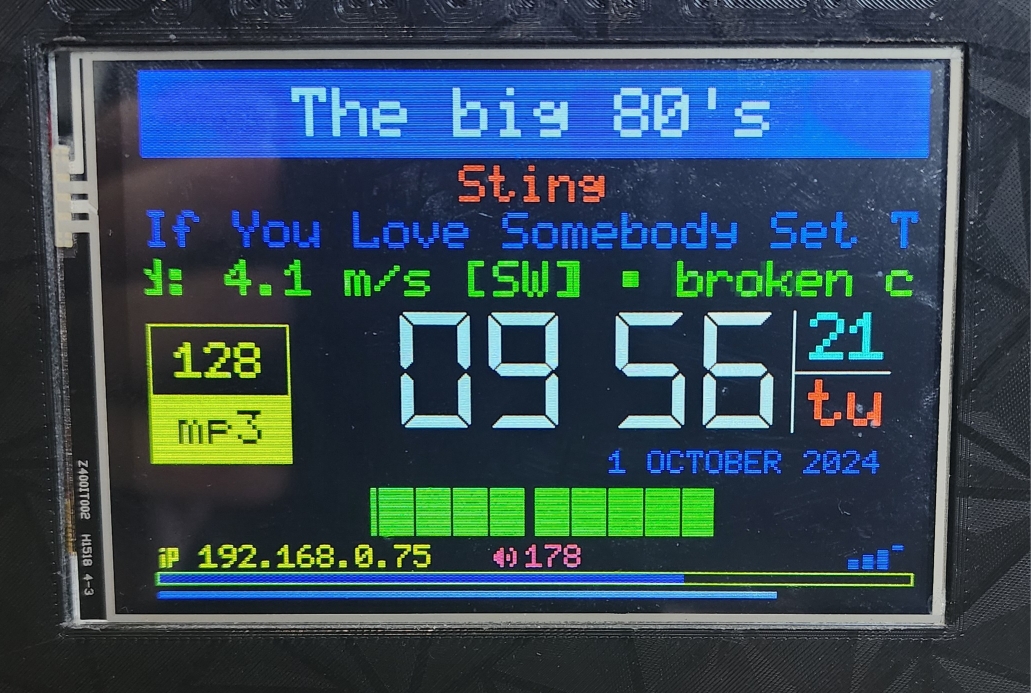 The big 80's
Sting
If You Love Somebody Set T
y: 4.1 m/s [SW] ▪ broken c
128
mp3
09 56
21
tu
1 OCTOBER 2024
iP 192.168.0.75
178
Z400IT002 M1518 4-3